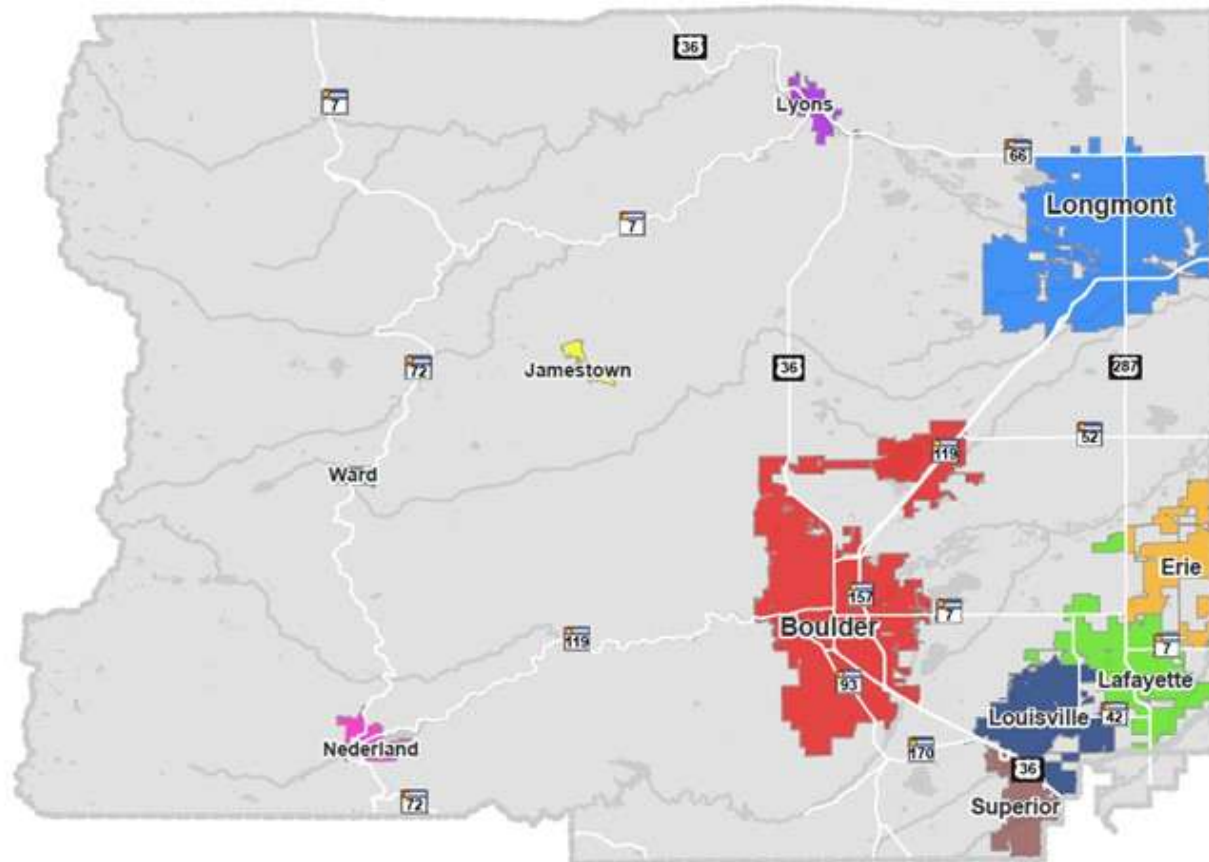 36
7
Lyons
66
Longmont
7
36
72
Jamestown
287
52
119
Ward
Erie
157
7
119
Boulder
7
93
Lafayette
Louisville
42
Nederland
170
36
72
Superior